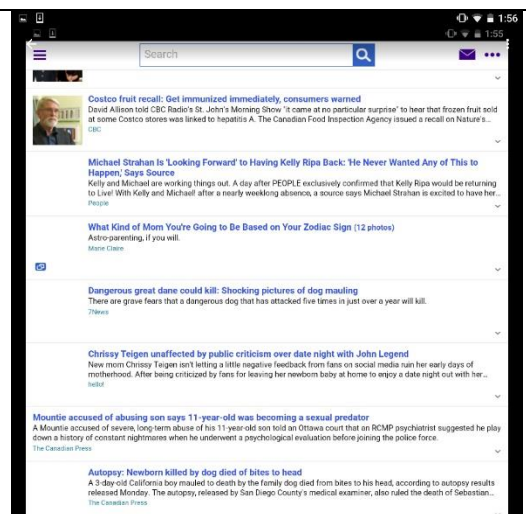 1:56
1:55
Search
Costco fruit recall: Get immunized immediately, consumers warned
David Allison told CBC Radio's St. John's Morning Show "it came at no particular surprise" to hear that frozen fruit sold
at some Costco stores was linked to hepatitis A. The Canadian Food Inspection Agency issued a recall on Nature's...
CBC
Michael Strahan Is 'Looking Forward' to Having Kelly Ripa Back: 'He Never Wanted Any of This to
Happen,' Says Source
Kelly and Michael are working things out. A day after PEOPLE exclusively confirmed that Kelly Ripa would be returning
to Live! With Kelly and Michael! after a nearly weeklong absence, a source says Michael Strahan is excited to have her...
People
What Kind of Mom You're Going to Be Based on Your Zodiac Sign (12 photos)
Astro-parenting, if you will.
Marie Claire
Dangerous great dane could kill: Shocking pictures of dog mauling
There are grave fears that a dangerous dog that has attacked five times in just over a year will kill.
7News
Chrissy Teigen unaffected by public criticism over date night with John Legend
New mom Chrissy Teigen isn't letting a little negative feedback from fans on social media ruin her early days of
motherhood. After being criticized by fans for leaving her newborn baby at home to enjoy a date night out with her...
hello!
Mountie accused of abusing son says 11-year-old was becoming a sexual predator
A Mountie accused of severe, long-term abuse of his 11-year-old son told an Ottawa court that an RCMP psychiatrist suggested he play
down a history of constant nightmares when he underwent a psychological evaluation before joining the police force.
The Canadian Press
Autopsy: Newborn killed by dog died of bites to head
A 3-day-old California boy mauled to death by the family dog died from bites to his head, according to autopsy results
released Monday. The autopsy, released by San Diego County's medical examiner, also ruled the death of Sebastian...
The Canadian Press